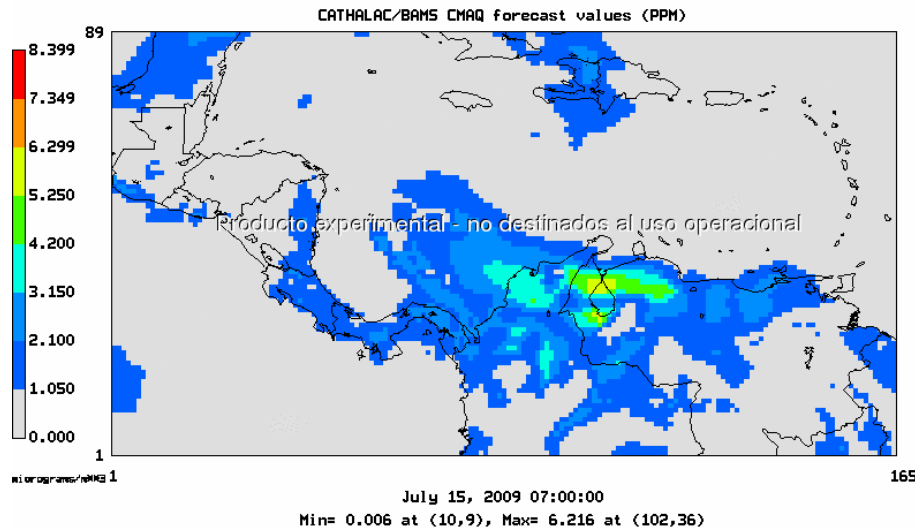 CATHALAC/BAMS CMAQ forecast values (PPM)
89
8.399
7.349
6.299
5.250
4.200
3.150
2.100
1.050
0.000
Producto experimental - no destinados al uso operacional
1
micrograms/m**3
1
165
July 15, 2009 07:00:00
Min= 0.006 at (10,9), Max= 6.216 at (102,36)